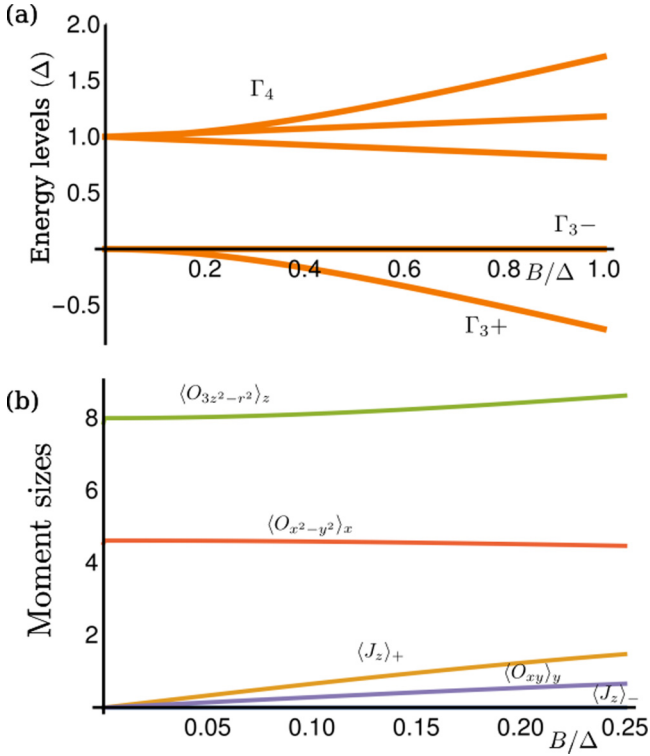 (a)
Energy levels (Δ)
2.0
1.5
1.0
0.5
−0.5
Γ₄
Γ₃−
0.2 0.4 0.6 0.8 B/Δ 1.0
Γ₃+
(b)
Moment sizes
8
6
4
2
⟨O₃z²−r²⟩z
⟨Ox²−y²⟩x
⟨Jz⟩₊
⟨Oxy⟩y
⟨Jz⟩₋
0.05 0.10 0.15 0.20 B/Δ 0.25